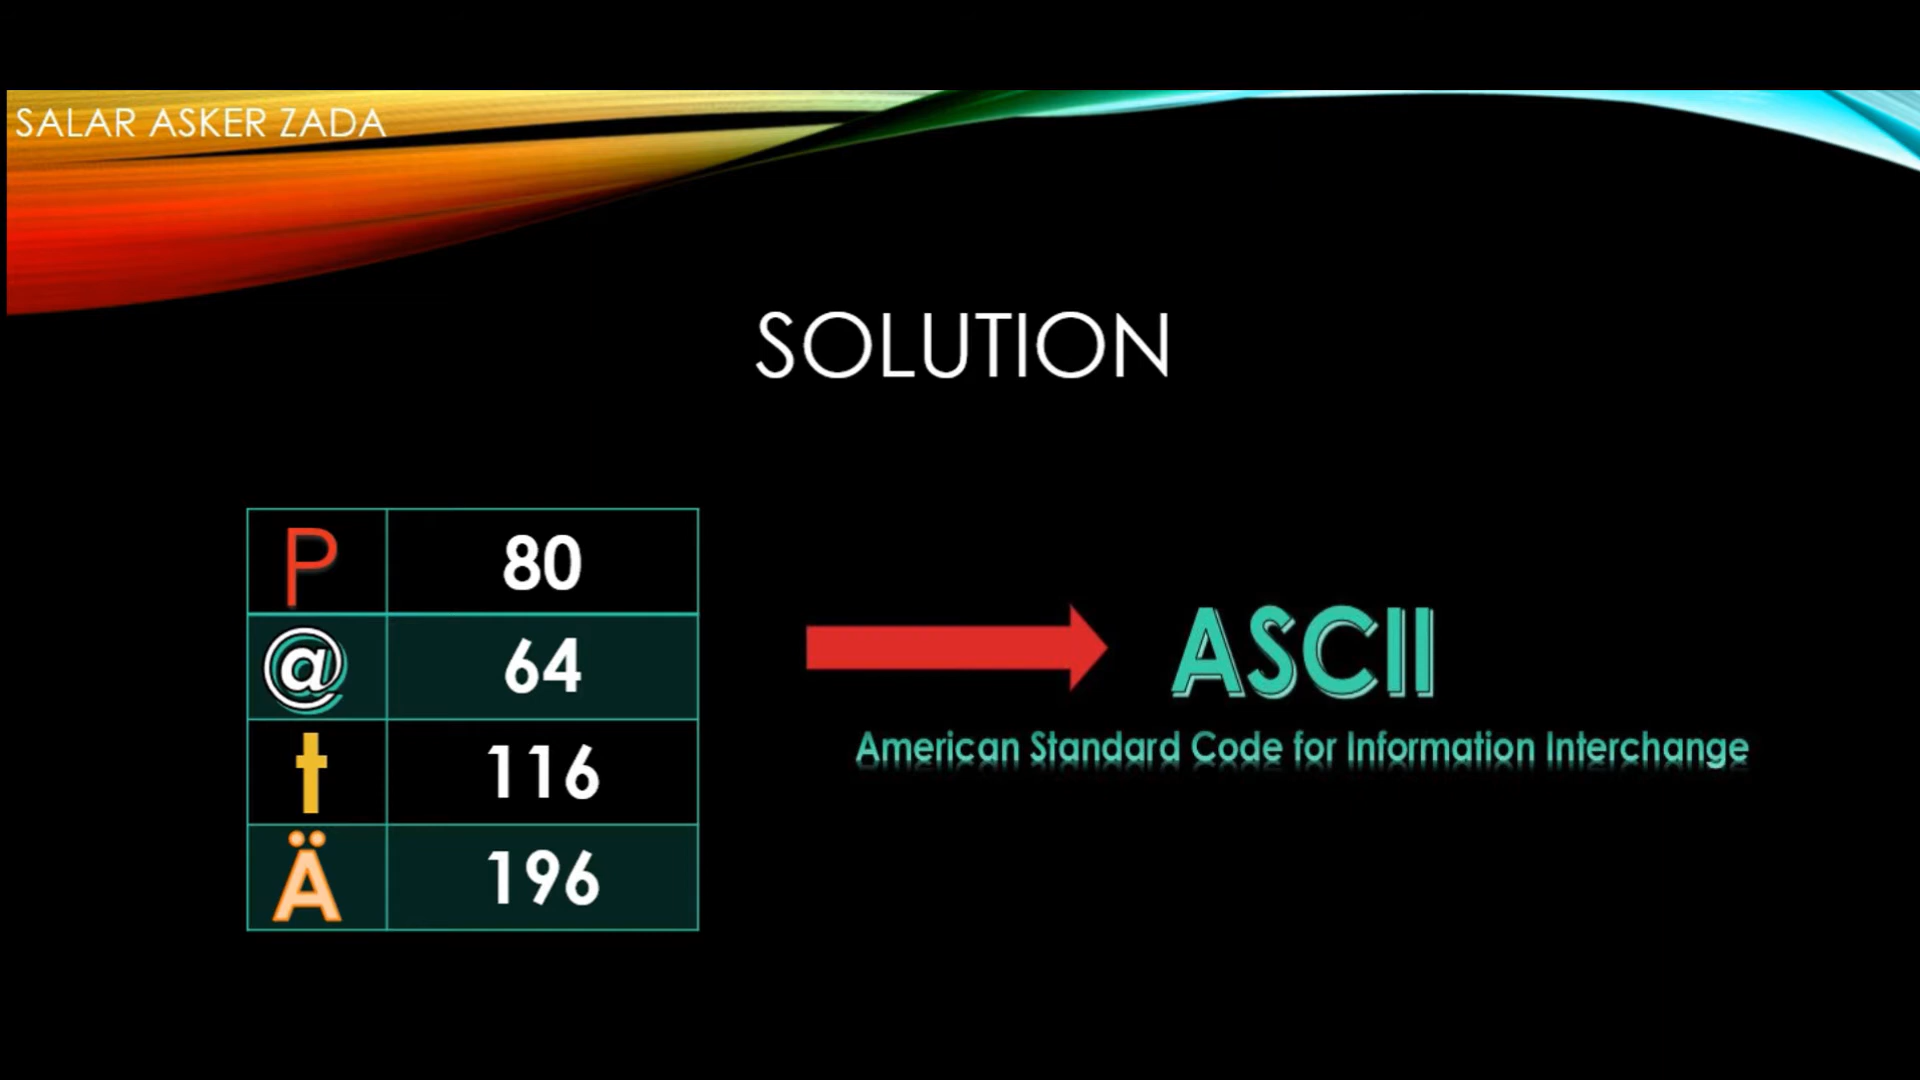 SALAR ASKER ZADA
SOLUTION
P 80
@ 64
t 116
Ä 196
ASCII
American Standard Code for Information Interchange